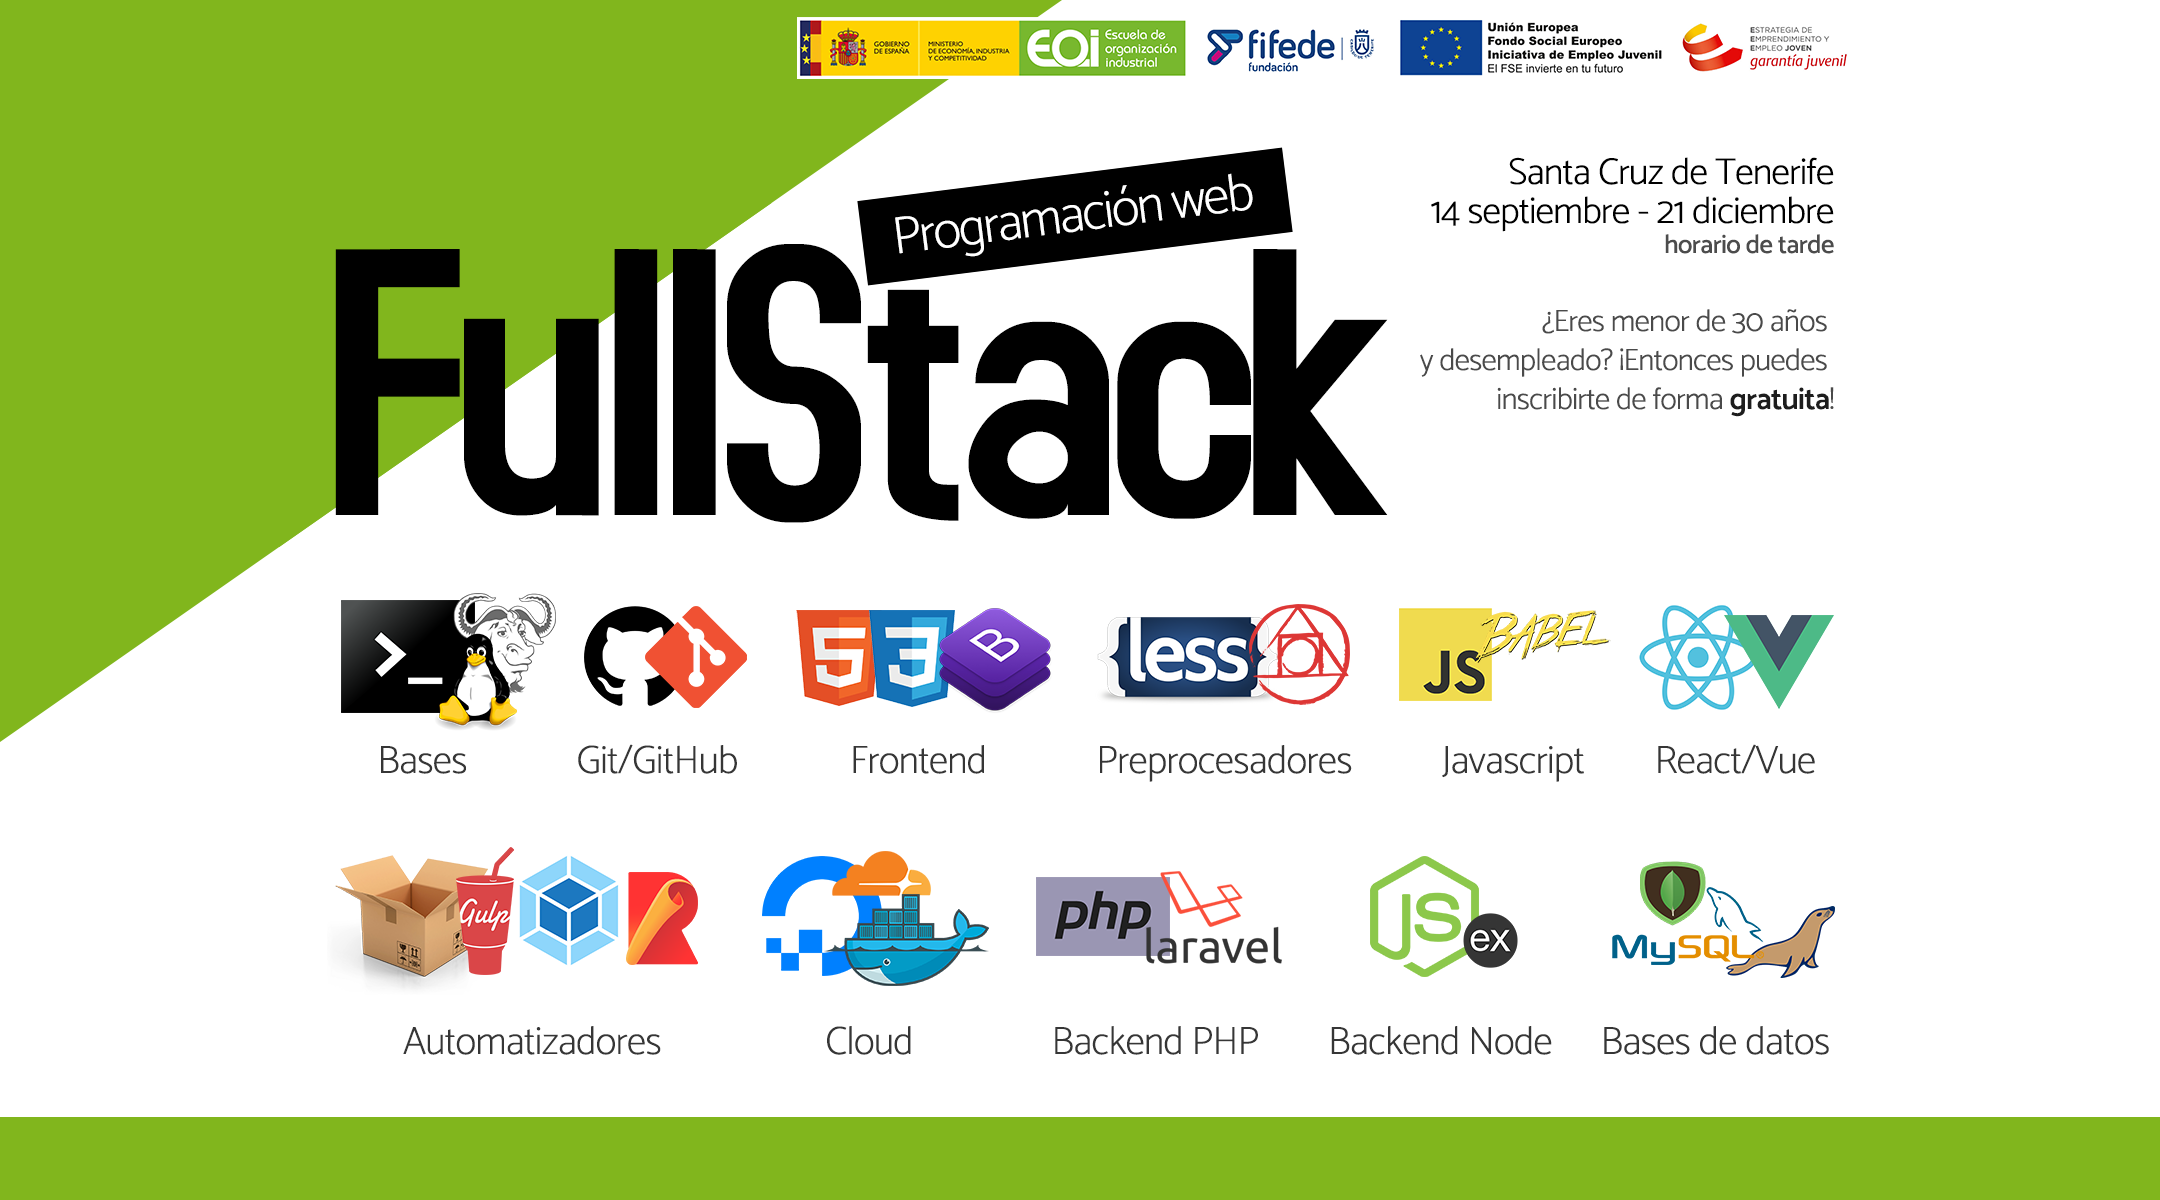 GOBIERNO
DE ESPAÑA
MINISTERIO
DE ECONOMÍA, INDUSTRIA
Y COMPETITIVIDAD
EOi
Escuela de
organización
industrial
fifede
fundación
Unión Europea
Fondo Social Europeo
Iniciativa de Empleo Juvenil
El FSE invierte en tu futuro
ESTRATEGIA DE
EMPRENDIMIENTO Y
EMPLEO JOVEN
garantía juvenil
Programación web
FullStack
Santa Cruz de Tenerife
14 septiembre - 21 diciembre
horario de tarde
¿Eres menor de 30 años
y desempleado? ¡Entonces puedes
inscribirte de forma gratuita!
>_
5
3
B
{less}
JS
BABEL
Bases
Git/GitHub
Frontend
Preprocesadores
Javascript
React/Vue
Gulp
php
laravel
JS
ex
MySQL
Automatizadores
Cloud
Backend PHP
Backend Node
Bases de datos